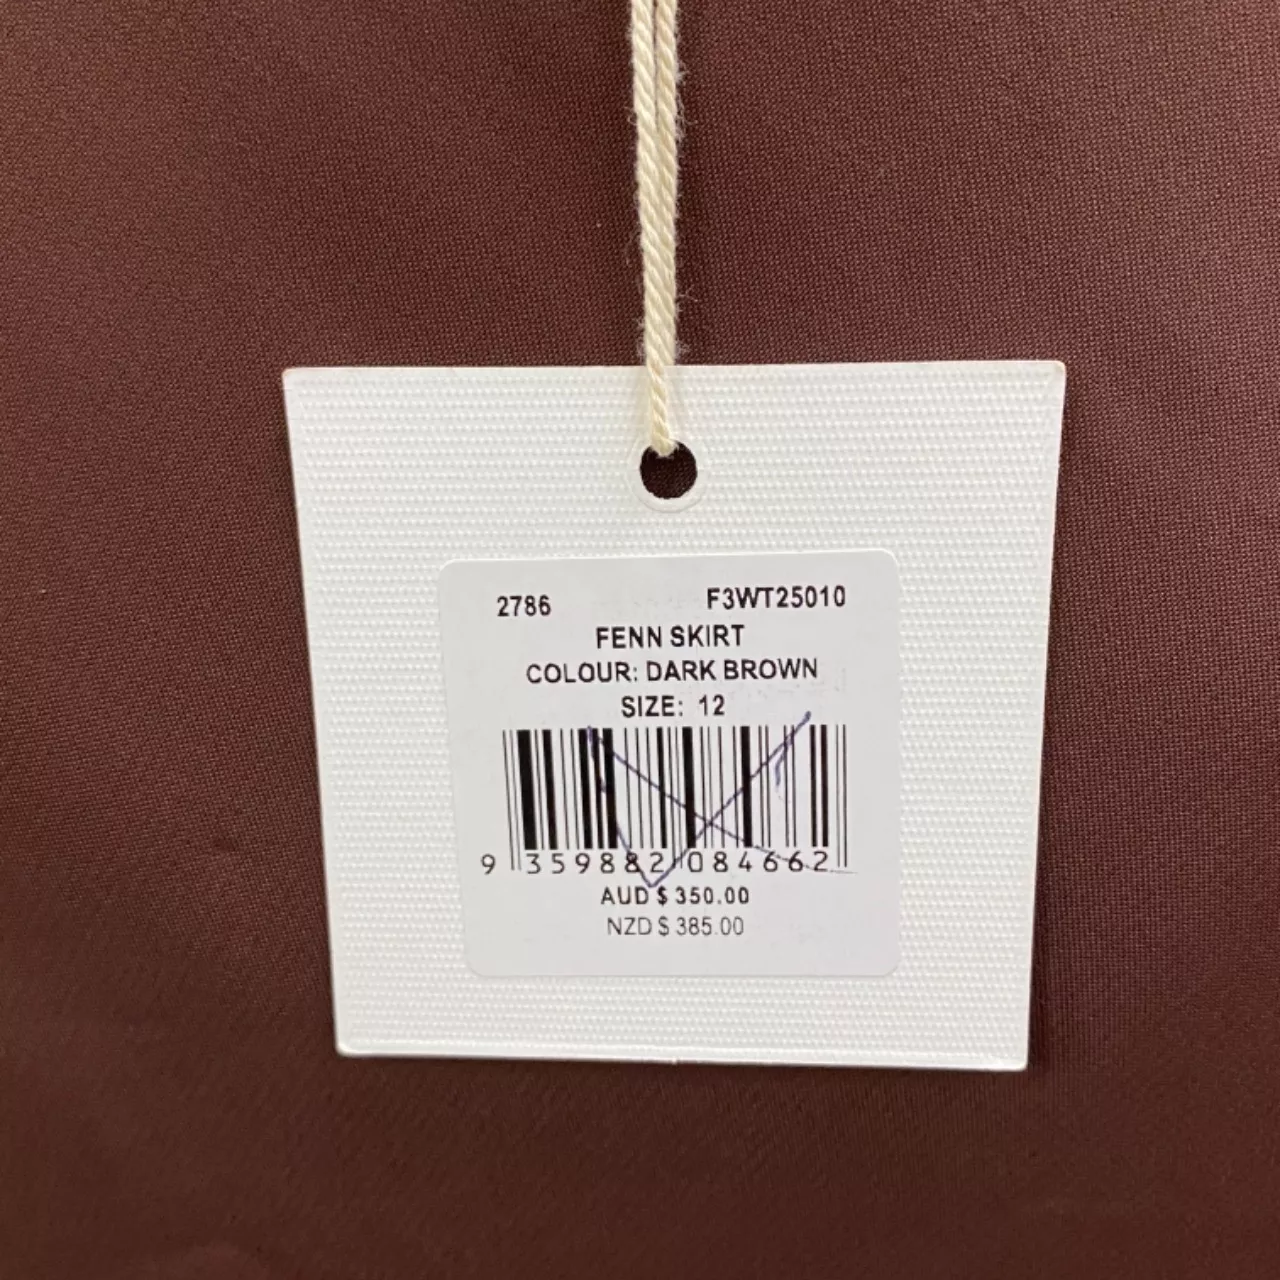 2786 F3WT25010
FENN SKIRT
COLOUR: DARK BROWN
SIZE: 12
9 359882 084662
AUD $ 350.00
NZD $ 385.00